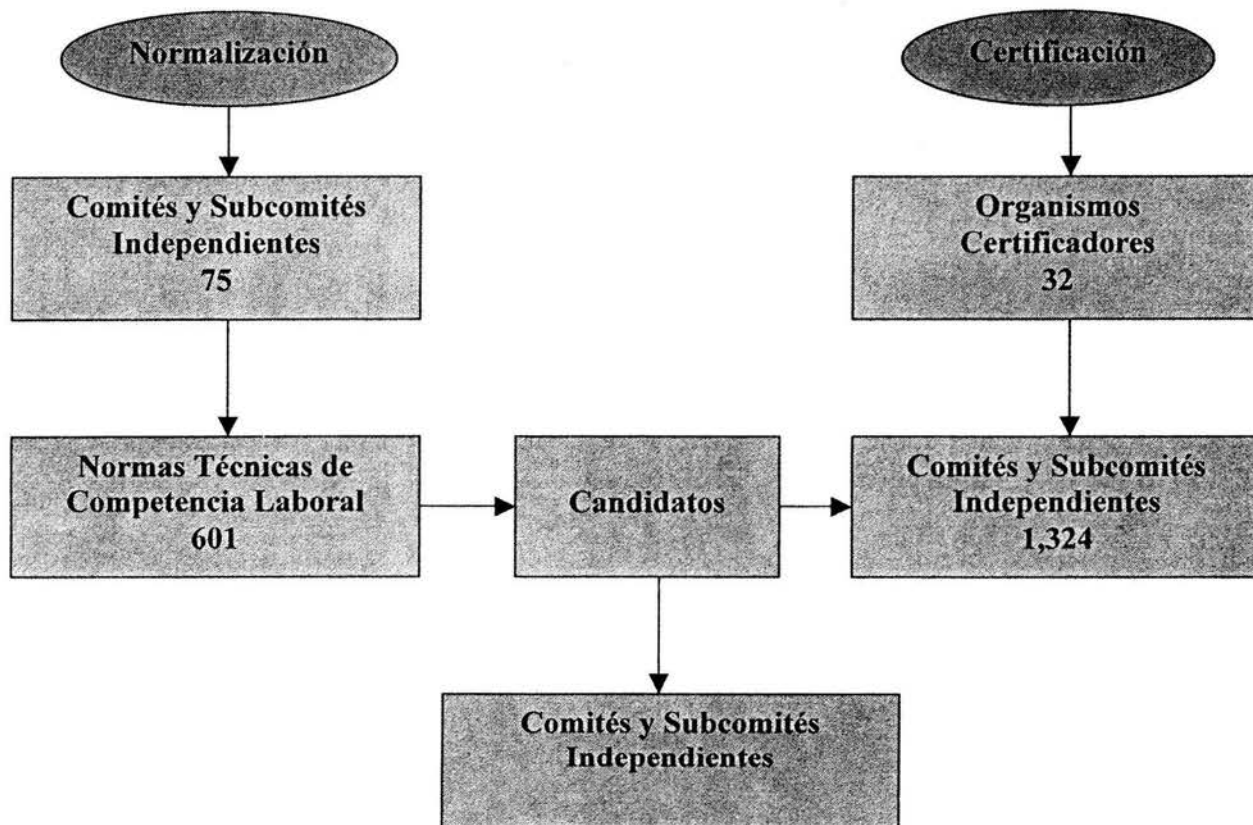 Normalización
Certificación
Comités y Subcomités
Independientes
75
Organismos
Certificadores
32
Normas Técnicas de
Competencia Laboral
601
Candidatos
Comités y Subcomités
Independientes
1,324
Comités y Subcomités
Independientes